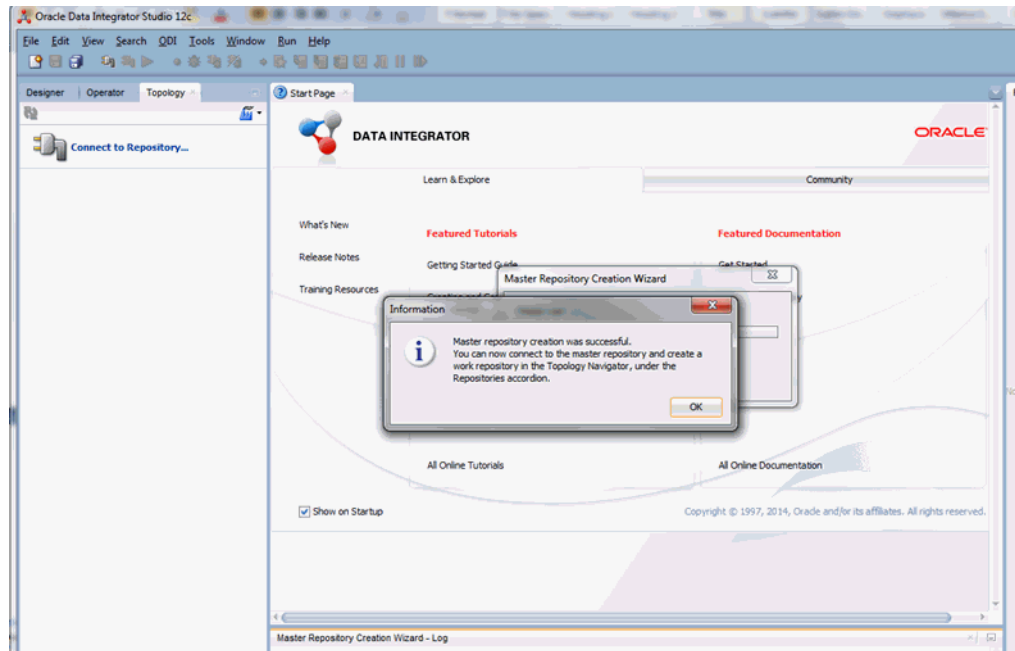 Oracle Data Integrator Studio 12c
File Edit View Search ODI Tools Window Run Help
Designer Operator Topology
Start Page
Connect to Repository...
DATA INTEGRATOR
ORACLE
Learn & Explore
Community
What's New
Featured Tutorials
Featured Documentation
Release Notes
Getting Started Guide
Get Started
Training Resources
Master Repository Creation Wizard
Information
Master repository creation was successful.
You can now connect to the master repository and create a
work repository in the Topology Navigator, under the
Repositories accordion.
OK
All Online Tutorials
All Online Documentation
Show on Startup
Copyright © 1997, 2014, Oracle and/or its affiliates. All rights reserved.
Master Repository Creation Wizard - Log